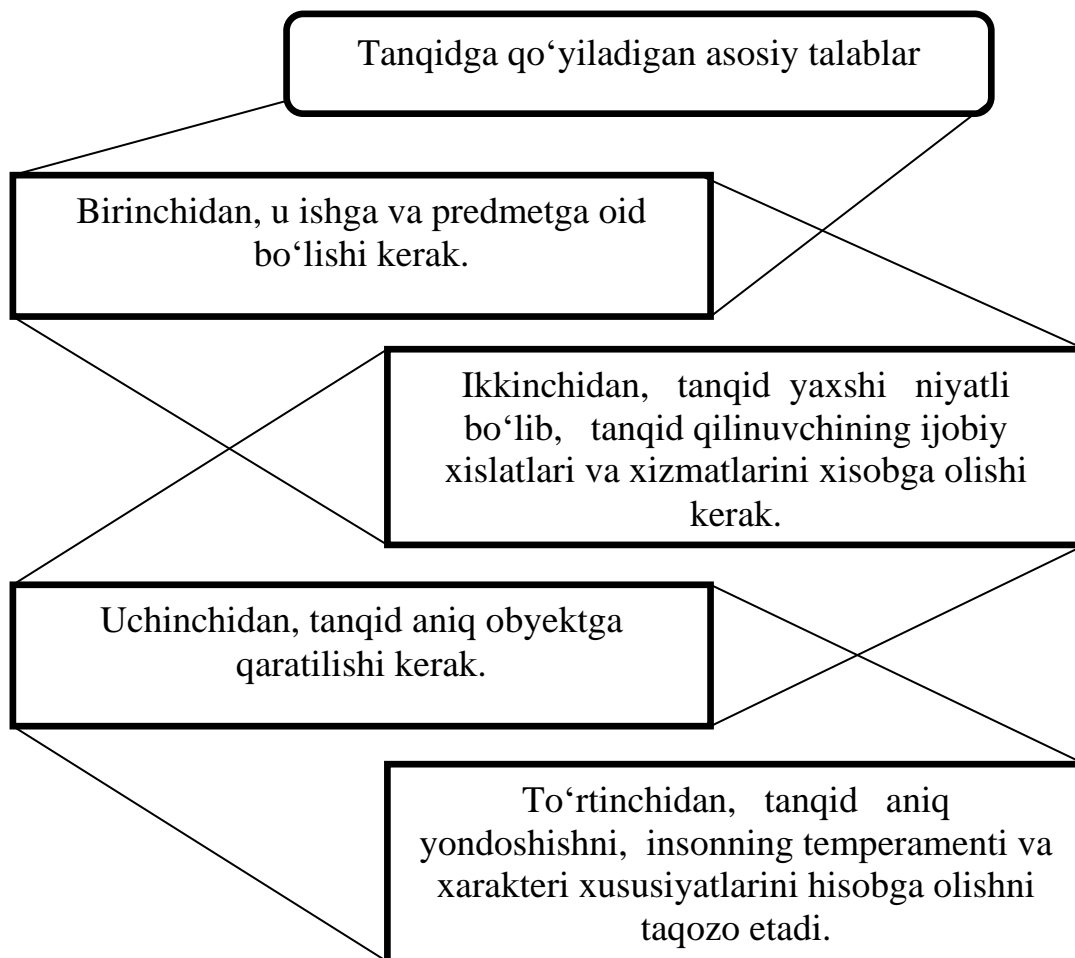 Tanqidga qo‘yiladigan asosiy talablar
Birinchidan, u ishga va predmetga oid
bo‘lishi kerak.
Ikkinchidan, tanqid yaxshi niyatli
bo‘lib, tanqid qilinuvchining ijobiy
xislatlari va xizmatlarini xisobga olishi
kerak.
Uchinchidan, tanqid aniq obyektga
qaratilishi kerak.
To‘rtinchidan, tanqid aniq
yondoshishni, insonning temperamenti va
xarakteri xususiyatlarini hisobga olishni
taqozo etadi.